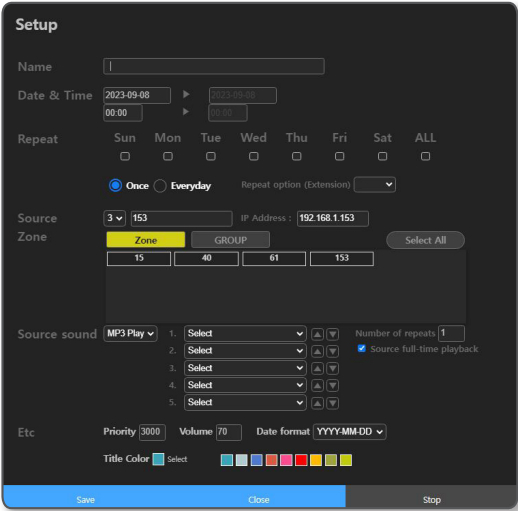 Setup
Name
Date & Time 2023-09-08 2023-09-08
00:00 00:00
Repeat Sun Mon Tue Wed Thu Fri Sat ALL
Once Everyday Repeat option (Extension)
Source 3 153 IP Address : 192.168.1.153
Zone Zone GROUP Select All
15 40 61 153
Source sound MP3 Play 1. Select Number of repeats 1
2. Select Source full-time playback
3. Select
4. Select
5. Select
Etc Priority 3000 Volume 70 Date format YYYY-MM-DD
Title Color Select
Save Close Stop